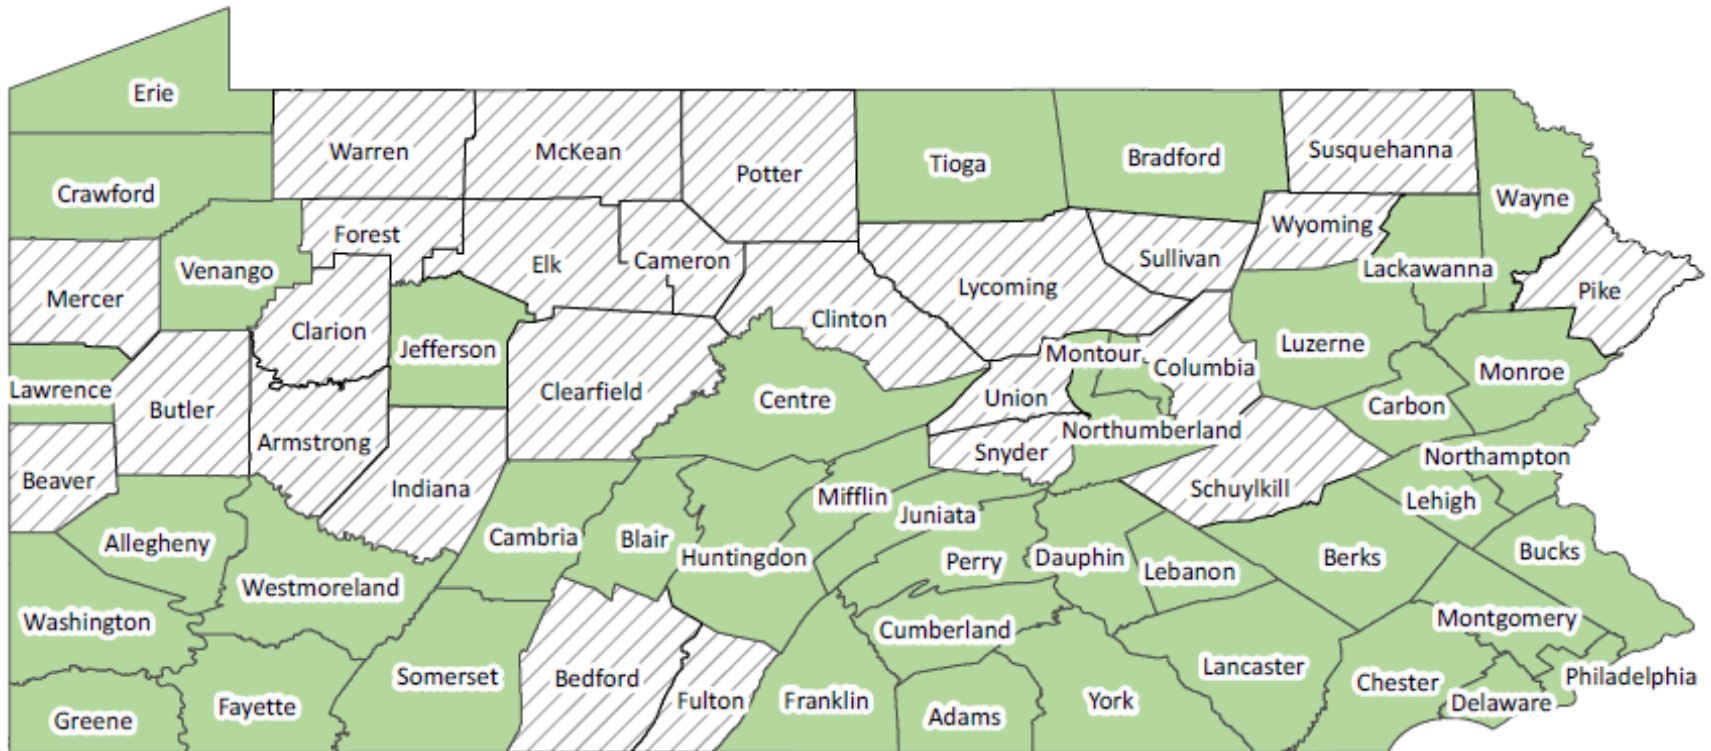 Erie
Warren
McKean
Potter
Tioga
Bradford
Susquehanna
Wayne
Crawford
Forest
Venango
Elk
Cameron
Wyoming
Sullivan
Lackawanna
Mercer
Lycoming
Pike
Clarion
Clinton
Jefferson
Luzerne
Montour
Columbia
Monroe
Lawrence
Butler
Clearfield
Centre
Union
Carbon
Armstrong
Northumberland
Snyder
Northampton
Beaver
Indiana
Mifflin
Schuylkill
Lehigh
Juniata
Allegheny
Cambria
Blair
Huntingdon
Perry
Dauphin
Lebanon
Berks
Bucks
Westmoreland
Washington
Cumberland
Montgomery
Somerset
Bedford
Lancaster
Chester
Philadelphia
Greene
Fayette
Fulton
Franklin
Adams
York
Delaware